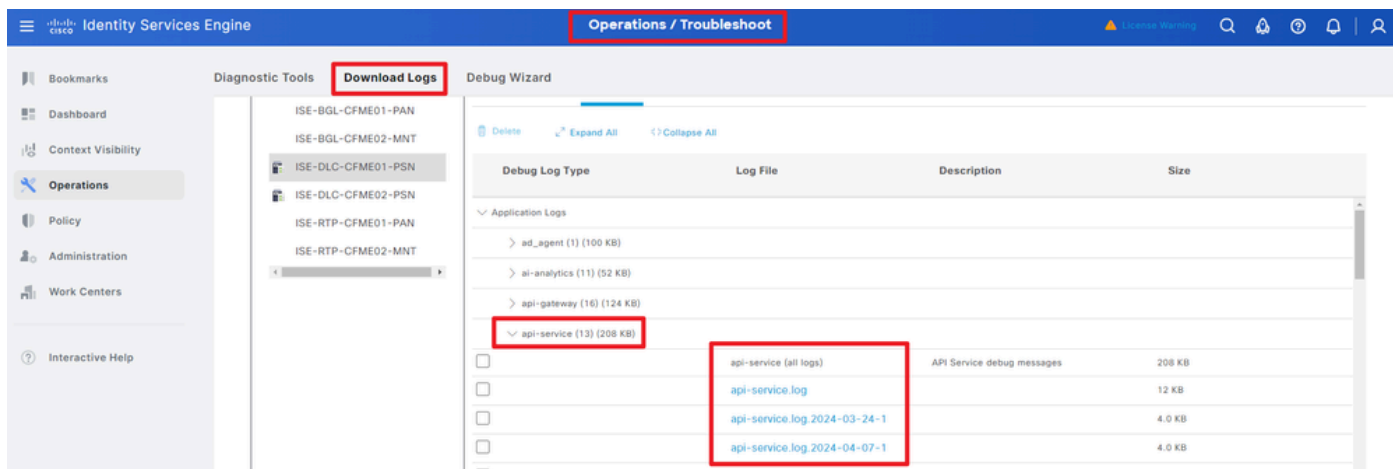 cisco Identity Services Engine
Operations / Troubleshoot
License Warning
Bookmarks
Dashboard
Context Visibility
Operations
Policy
Administration
Work Centers
Interactive Help
Diagnostic Tools Download Logs Debug Wizard
ISE-BGL-CFME01-PAN
ISE-BGL-CFME02-MNT
ISE-DLC-CFME01-PSN
ISE-DLC-CFME02-PSN
ISE-RTP-CFME01-PAN
ISE-RTP-CFME02-MNT
Delete Expand All Collapse All
Debug Log Type Log File Description Size
Application Logs
ad_agent (1) (100 KB)
ai-analytics (11) (52 KB)
api-gateway (16) (124 KB)
api-service (13) (208 KB)
api-service (all logs) API Service debug messages 208 KB
api-service.log 12 KB
api-service.log.2024-03-24-1 4.0 KB
api-service.log.2024-04-07-1 4.0 KB